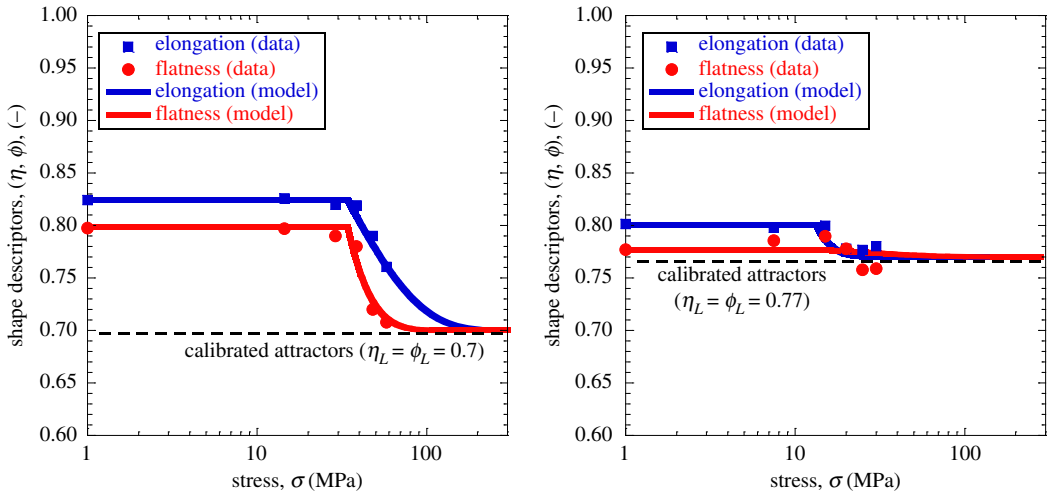 1.00
0.95
0.90
0.85
0.80
0.75
0.70
0.65
0.60
shape descriptors, (η, ϕ), (–)
elongation (data)
flatness (data)
elongation (model)
flatness (model)
calibrated attractors (η_L = ϕ_L = 0.7)
1
10
100
stress, σ (MPa)
1.00
0.95
0.90
0.85
0.80
0.75
0.70
0.65
0.60
shape descriptors, (η, ϕ), (–)
elongation (data)
flatness (data)
elongation (model)
flatness (model)
calibrated attractors
(η_L = ϕ_L = 0.77)
1
10
100
stress, σ (MPa)